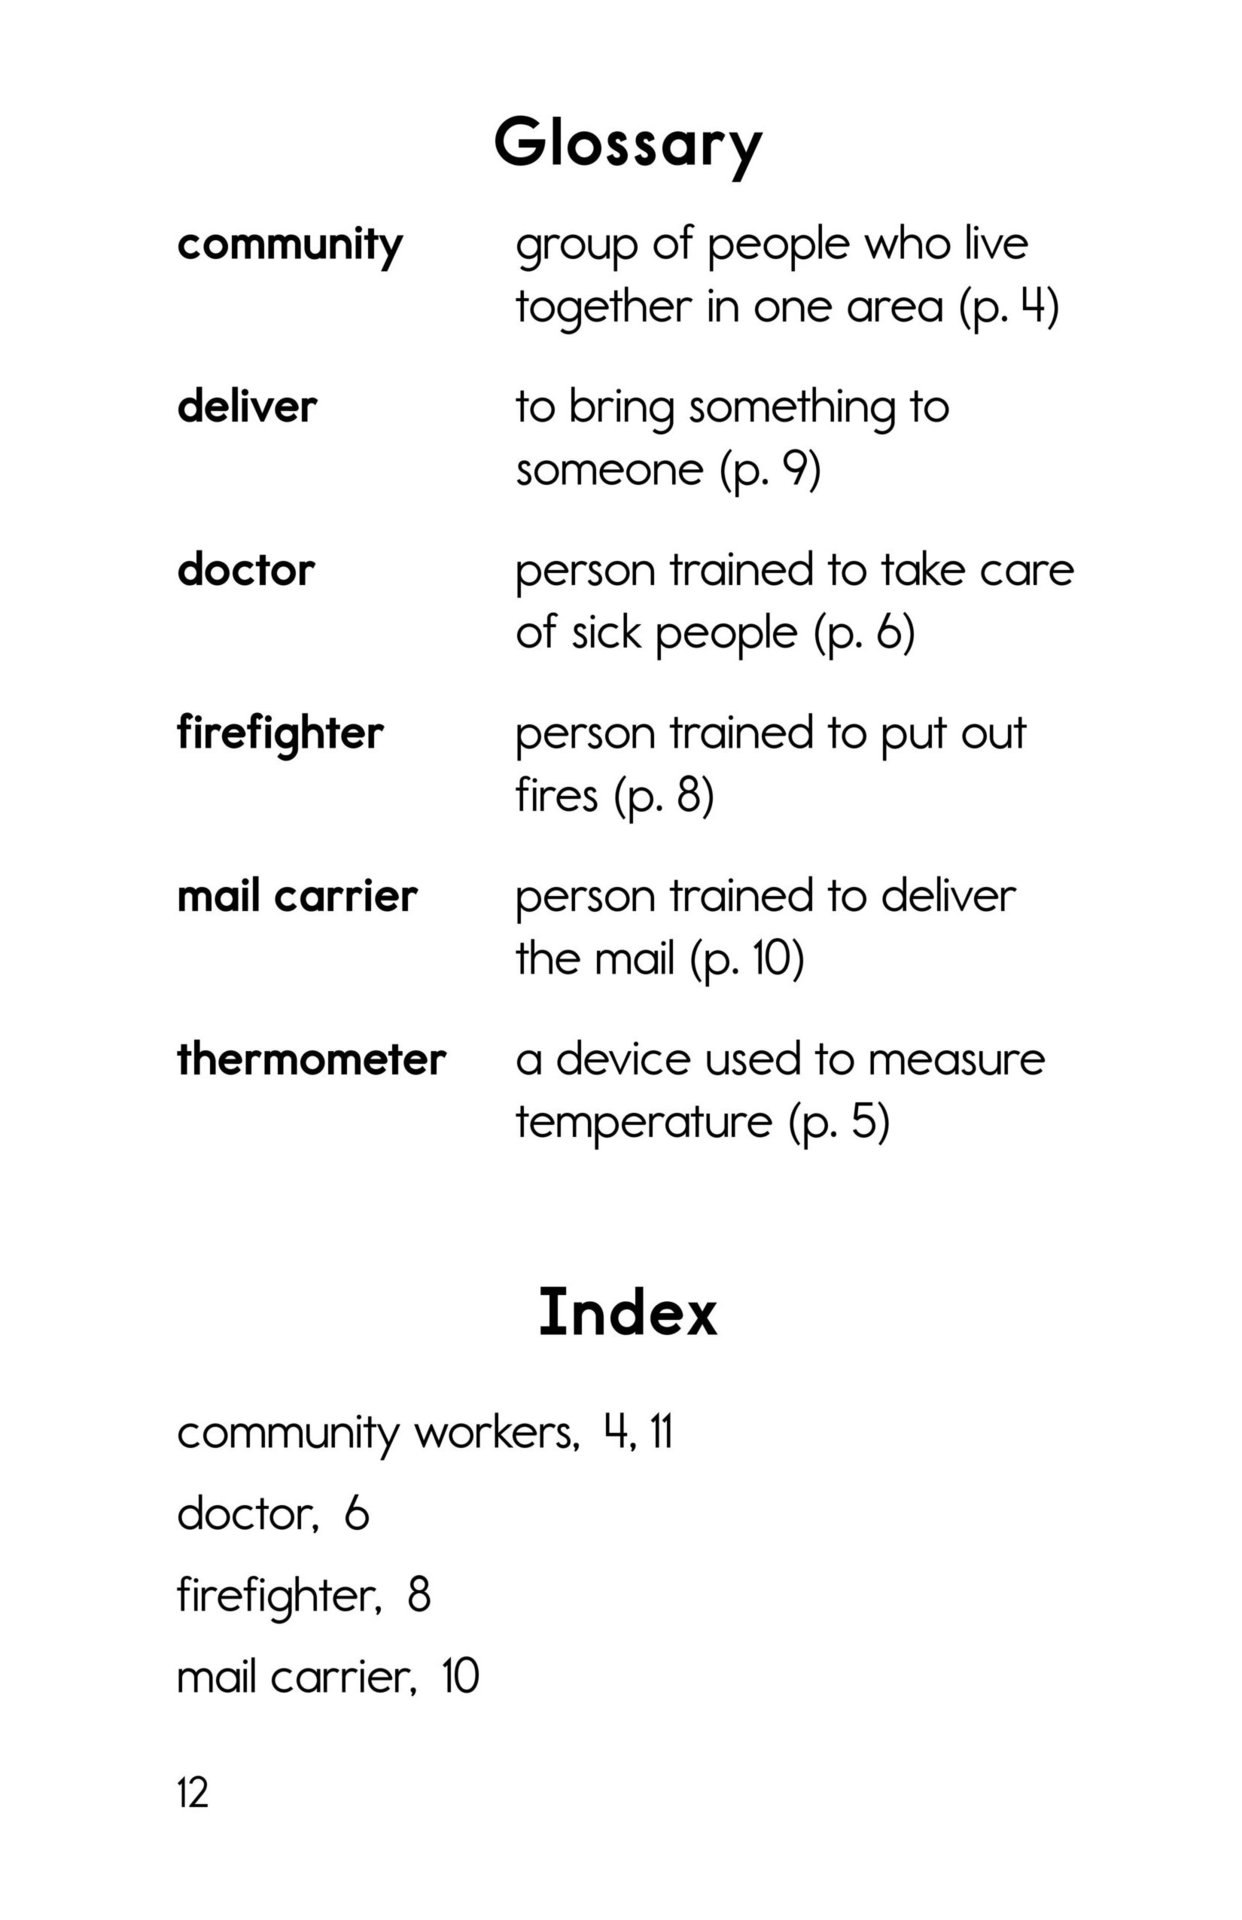 Glossary
community group of people who live
together in one area (p. 4)
deliver to bring something to
someone (p. 9)
doctor person trained to take care
of sick people (p. 6)
firefighter person trained to put out
fires (p. 8)
mail carrier person trained to deliver
the mail (p. 10)
thermometer a device used to measure
temperature (p. 5)
Index
community workers, 4, 11
doctor, 6
firefighter, 8
mail carrier, 10
12